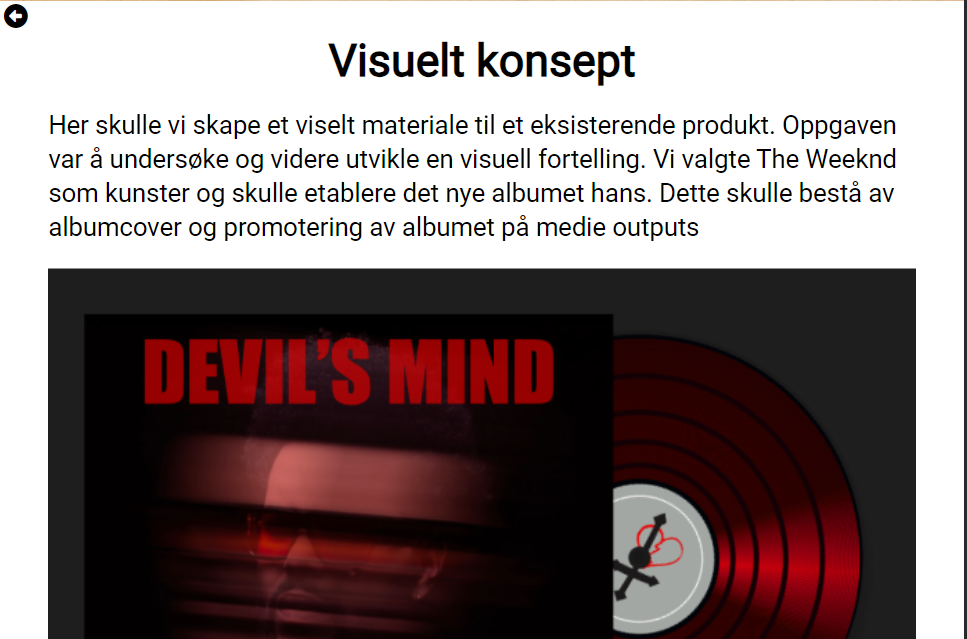 Visuelt konsept
Her skulle vi skape et viselt materiale til et eksisterende produkt. Oppgaven
var å undersøke og videre utvikle en visuell fortelling. Vi valgte The Weeknd
som kunster og skulle etablere det nye albumet hans. Dette skulle bestå av
albumcover og promotering av albumet på medie outputs
DEVIL'S MIND